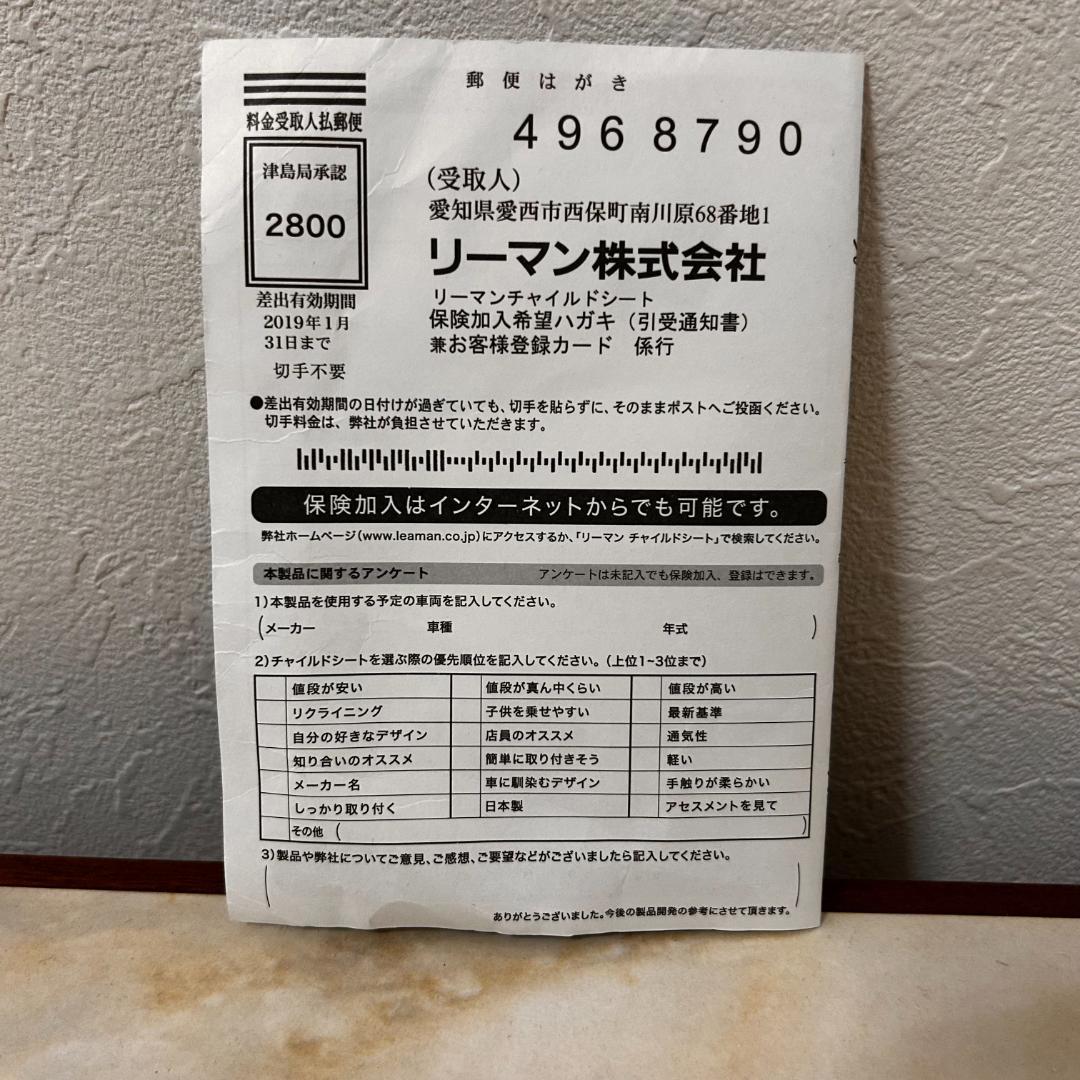 郵便はがき
料金受取人払郵便
4968790
津島局承認
2800
差出有効期間
2019年1月
31日まで
切手不要
(受取人)
愛知県愛西市西保町南川原68番地1
リーマン株式会社
リーマンチャイルドシート
保険加入希望ハガキ(引受通知書)
兼お客様登録カード 係行
●差出有効期間の日付けが過ぎていても、切手を貼らずに、そのままポストへご投函ください。
切手料金は、弊社が負担させていただきます。
保険加入はインターネットからでも可能です。
弊社ホームページ(www.leaman.co.jp)にアクセスするか、「リーマン チャイルドシート」で検索してください。
本製品に関するアンケート アンケートは未記入でも保険加入、登録はできます。
1)本製品を使用する予定の車両を記入してください。
(メーカー 車種 年式 )
2)チャイルドシートを選ぶ際の優先順位を記入してください。(上位1~3位まで)
値段が安い 値段が真ん中くらい 値段が高い
リクライニング 子供を乗せやすい 最新基準
自分の好きなデザイン 店員のオススメ 通気性
知り合いのオススメ 簡単に取り付きそう 軽い
メーカー名 車に馴染むデザイン 手触りが柔らかい
しっかり取り付く 日本製 アセスメントを見て
その他 ( )
3)製品や弊社についてご意見、ご感想、ご要望などがございましたら記入してください。
( )
ありがとうございました。今後の製品開発の参考にさせて頂きます。